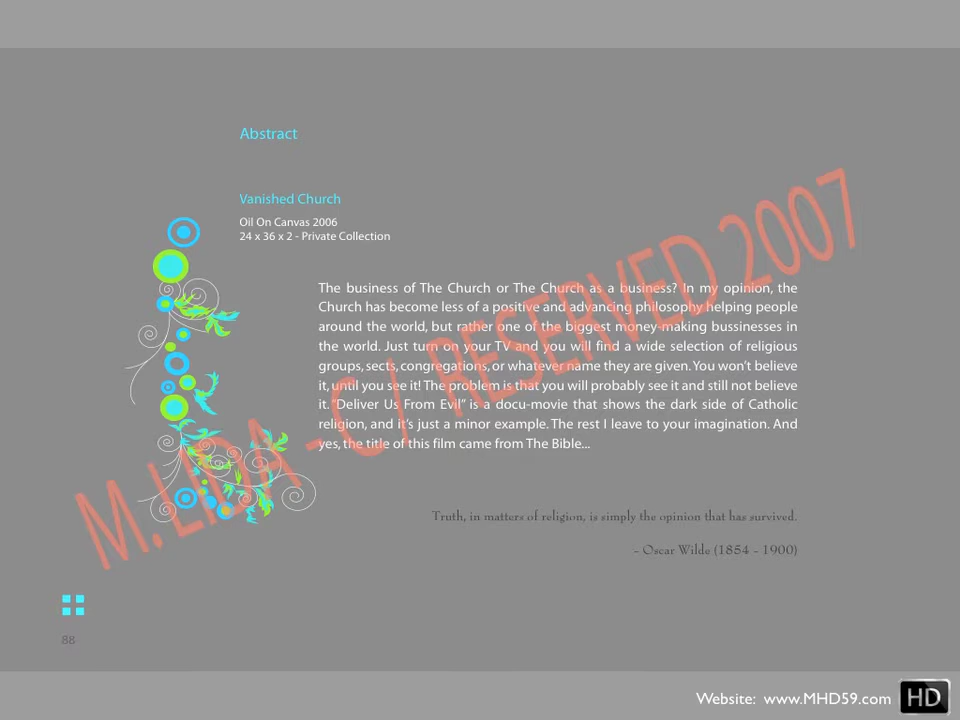 Abstract
Vanished Church
Oil On Canvas 2006
24 x 36 x 2 - Private Collection
The business of The Church or The Church as a business? In my opinion, the
Church has become less of a positive and advancing philosophy helping people
around the world, but rather one of the biggest money-making bussinesses in
the world. Just turn on your TV and you will find a wide selection of religious
groups, sects, congregations, or whatever name they are given. You won't believe
it, until you see it! The problem is that you will probably see it and still not believe
it. "Deliver Us From Evil" is a docu-movie that shows the dark side of Catholic
religion, and it's just a minor example. The rest I leave to your imagination. And
yes, the title of this film came from The Bible...
Truth, in matters of religion, is simply the opinion that has survived.
- Oscar Wilde (1854 - 1900)
M. LIDA - C / RESERVED 2007
88
Website: www.MHD59.com
HD